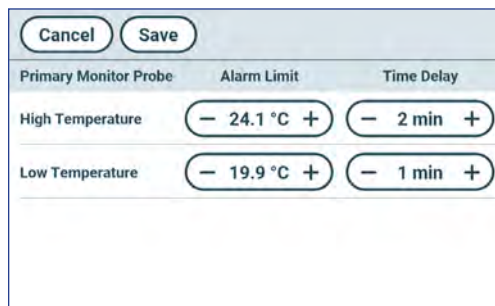 Cancel Save
Primary Monitor Probe Alarm Limit Time Delay
High Temperature − 24.1 °C + − 2 min +
Low Temperature − 19.9 °C + − 1 min +